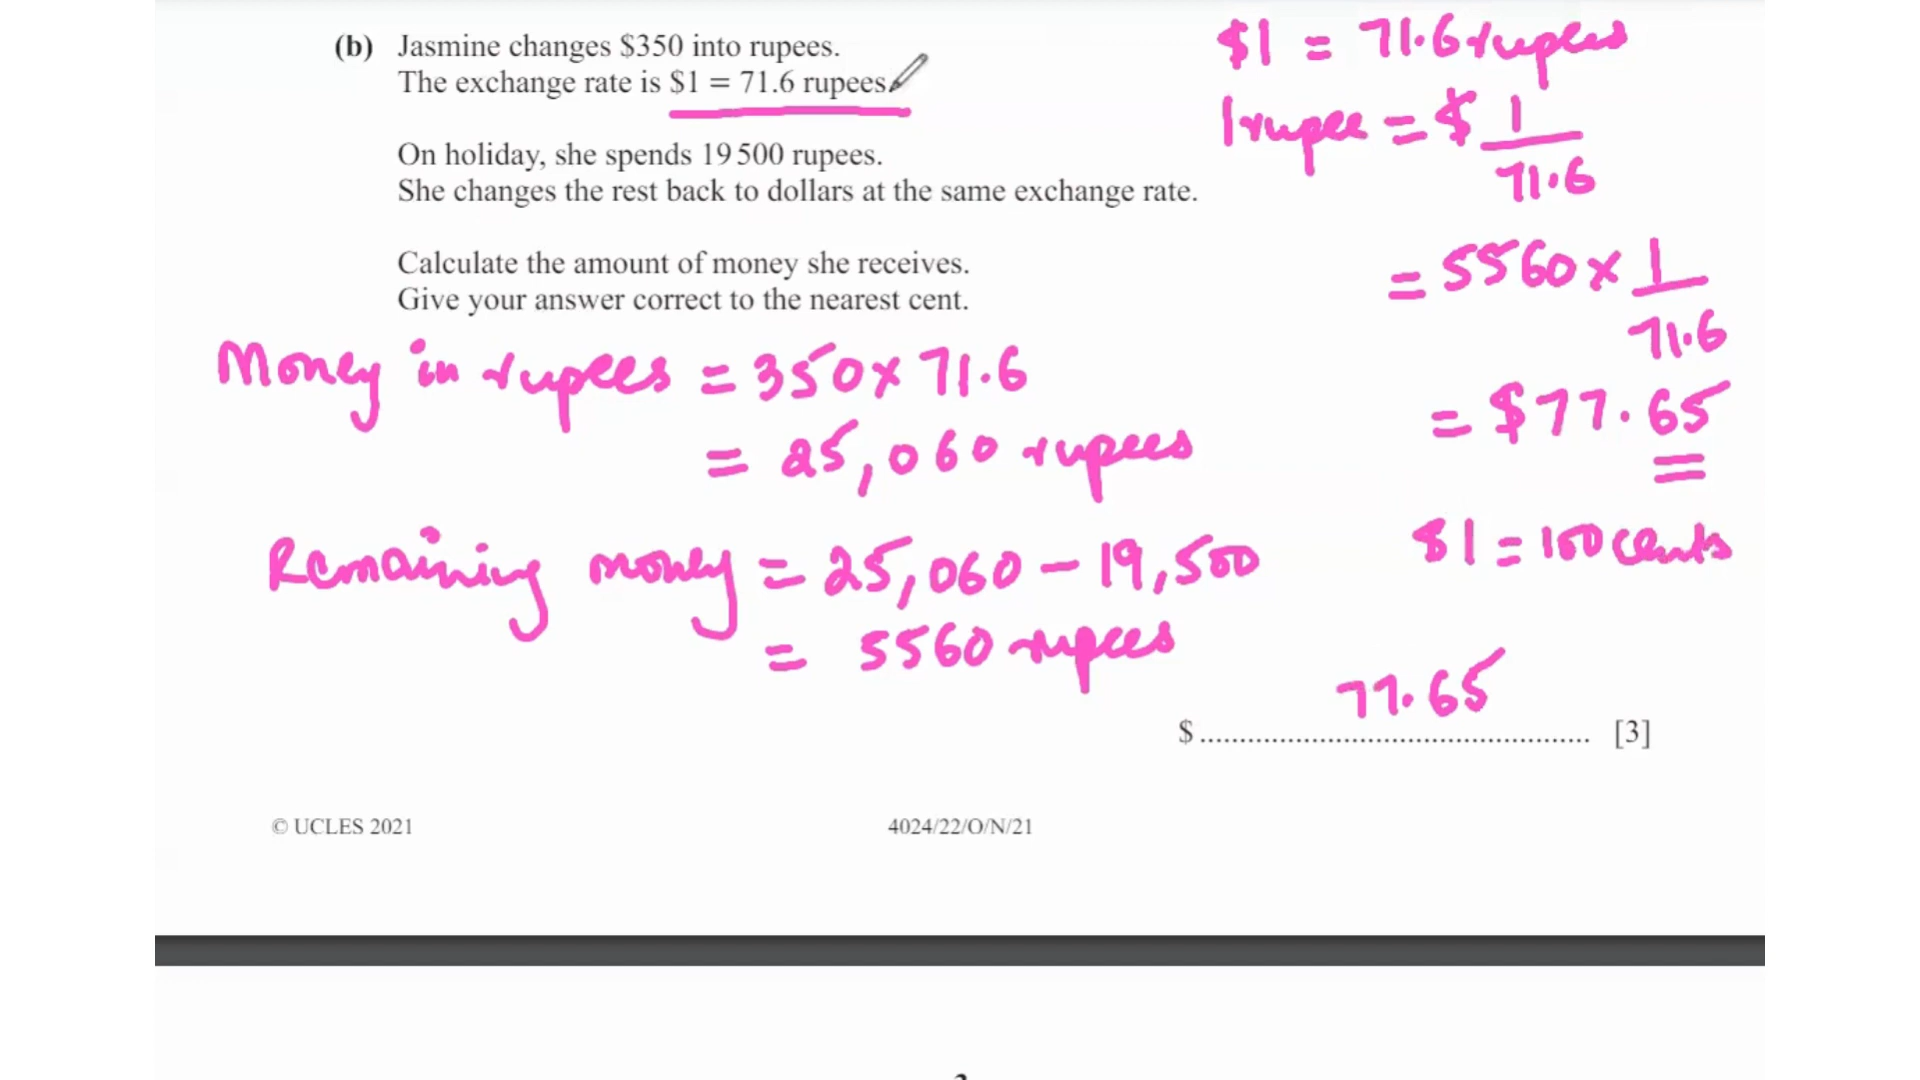 (b) Jasmine changes $350 into rupees.
The exchange rate is $1 = 71.6 rupees.
On holiday, she spends 19 500 rupees.
She changes the rest back to dollars at the same exchange rate.
Calculate the amount of money she receives.
Give your answer correct to the nearest cent.
Money in rupees = 350 x 71.6
= 25,060 rupees
Remaining money = 25,060 - 19,500
= 5560 rupees
$1 = 71.6 rupees
1 rupee = $ 1/71.6
= 5560 x 1/71.6
= $77.65
$1 = 100 cents
77.65
$ .................................................. [3]
© UCLES 2021
4024/22/O/N/21